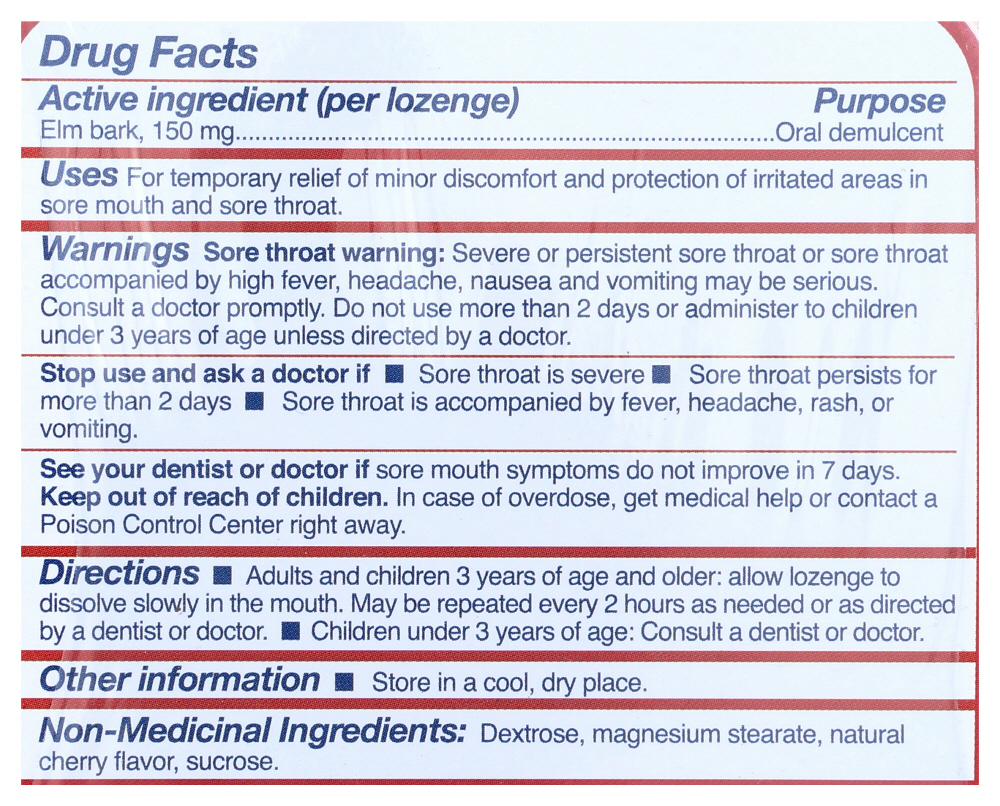 Drug Facts
Active ingredient (per lozenge) Purpose
Elm bark, 150 mg..................................................................................Oral demulcent
Uses For temporary relief of minor discomfort and protection of irritated areas in
sore mouth and sore throat.
Warnings Sore throat warning: Severe or persistent sore throat or sore throat
accompanied by high fever, headache, nausea and vomiting may be serious.
Consult a doctor promptly. Do not use more than 2 days or administer to children
under 3 years of age unless directed by a doctor.
Stop use and ask a doctor if ■ Sore throat is severe ■ Sore throat persists for
more than 2 days ■ Sore throat is accompanied by fever, headache, rash, or
vomiting.
See your dentist or doctor if sore mouth symptoms do not improve in 7 days.
Keep out of reach of children. In case of overdose, get medical help or contact a
Poison Control Center right away.
Directions ■ Adults and children 3 years of age and older: allow lozenge to
dissolve slowly in the mouth. May be repeated every 2 hours as needed or as directed
by a dentist or doctor. ■ Children under 3 years of age: Consult a dentist or doctor.
Other information ■ Store in a cool, dry place.
Non-Medicinal Ingredients: Dextrose, magnesium stearate, natural
cherry flavor, sucrose.